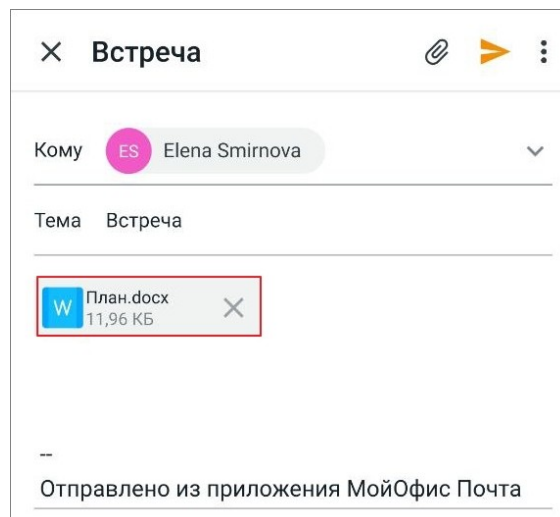 Встреча
Кому ES Elena Smirnova
Тема Встреча
W План.docx
11,96 КБ
--
Отправлено из приложения МойОфис Почта